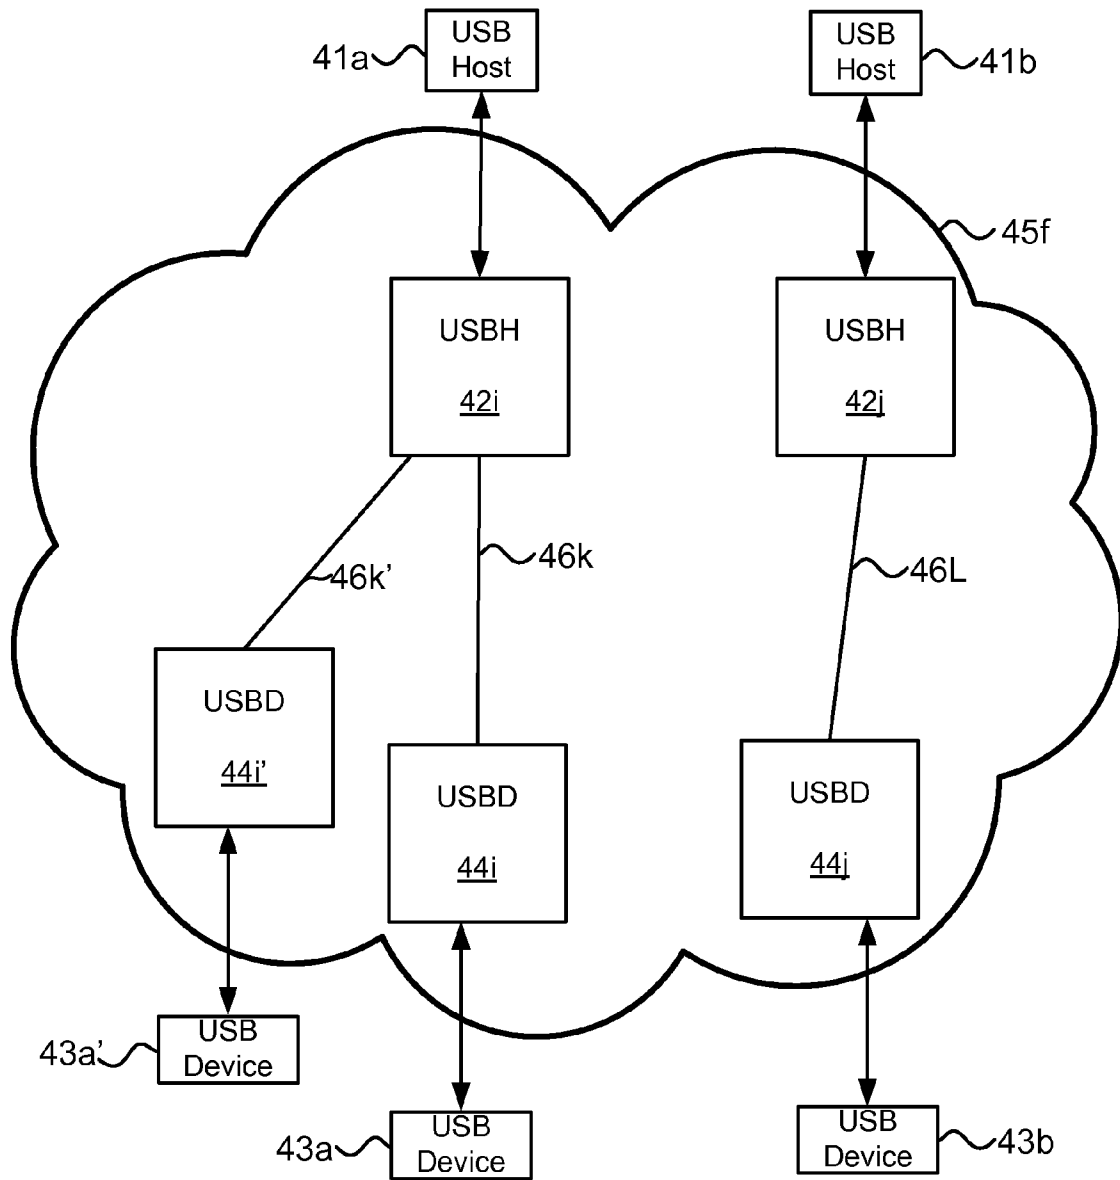 USB
Host
41a
USB
Host
41b
45f
USBH
42i
USBH
42j
46k’
46k
46L
USBD
44i’
USBD
44i
USBD
44j
USB
Device
43a’
USB
Device
43a
USB
Device
43b